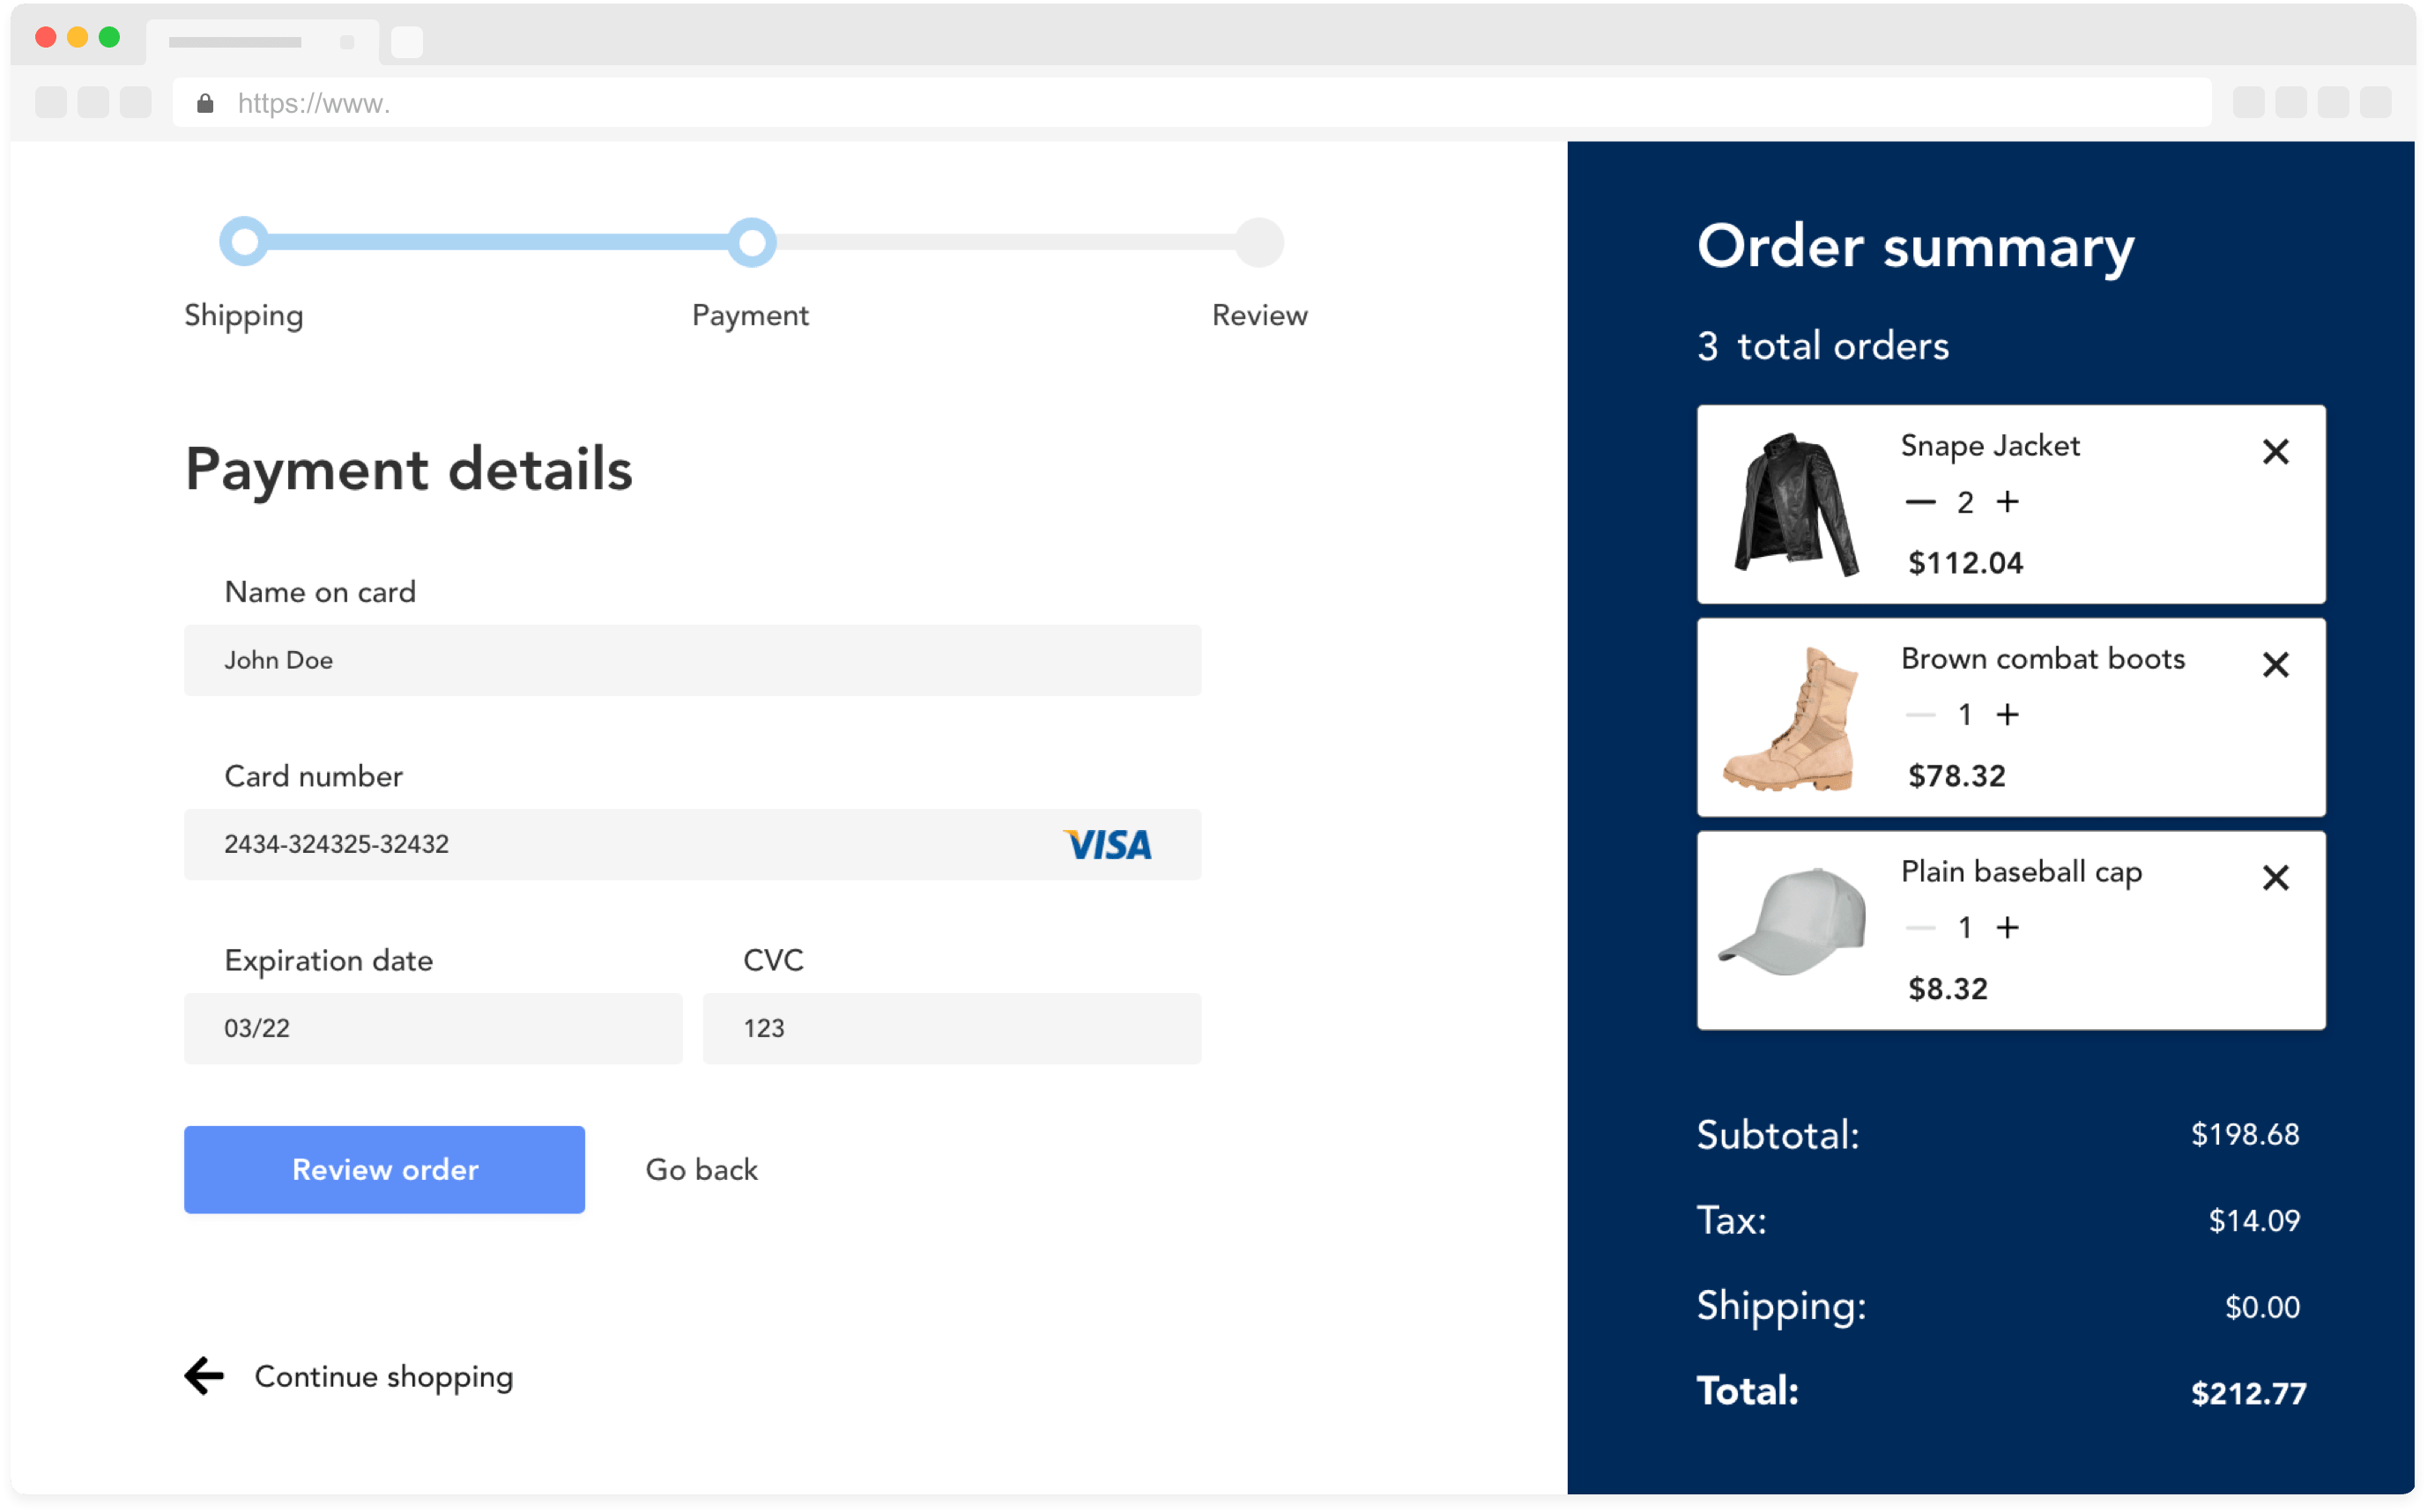 https://www.
Shipping
Payment
Review
Payment details
Name on card
John Doe
Card number
2434-324325-32432
VISA
Expiration date
CVC
03/22
123
Review order
Go back
Continue shopping
Order summary
3 total orders
Snape Jacket
2
$112.04
Brown combat boots
1
$78.32
Plain baseball cap
1
$8.32
Subtotal: $198.68
Tax: $14.09
Shipping: $0.00
Total: $212.77